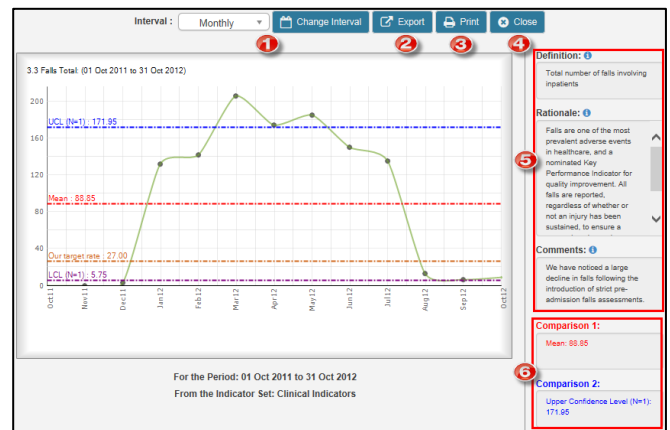 Interval :
Monthly
Change Interval
Export
Print
Close
1
2
3
4
3.3 Falls Total: (01 Oct 2011 to 31 Oct 2012)
200
160
120
80
40
0
UCL (N=1) : 171.95
Mean : 88.85
Our target rate : 27.00
LCL (N=1) : 5.75
Oct11
Nov11
Dec11
Jan12
Feb12
Mar12
Apr12
May12
Jun12
Jul12
Aug12
Sep12
Oct12
For the Period: 01 Oct 2011 to 31 Oct 2012
From the Indicator Set: Clinical Indicators
Definition:
Total number of falls involving
inpatients
Rationale:
5
Falls are one of the most
prevalent adverse events
in healthcare, and a
nominated Key
Performance Indicator for
quality improvement. All
falls are reported,
regardless of whether or
not an injury has been
sustained, to ensure a
Comments:
We have noticed a large
decline in falls following the
introduction of strict pre-
admission falls assessments.
Comparison 1:
Mean: 88.85
6
Comparison 2:
Upper Confidence Level (N=1):
171.95